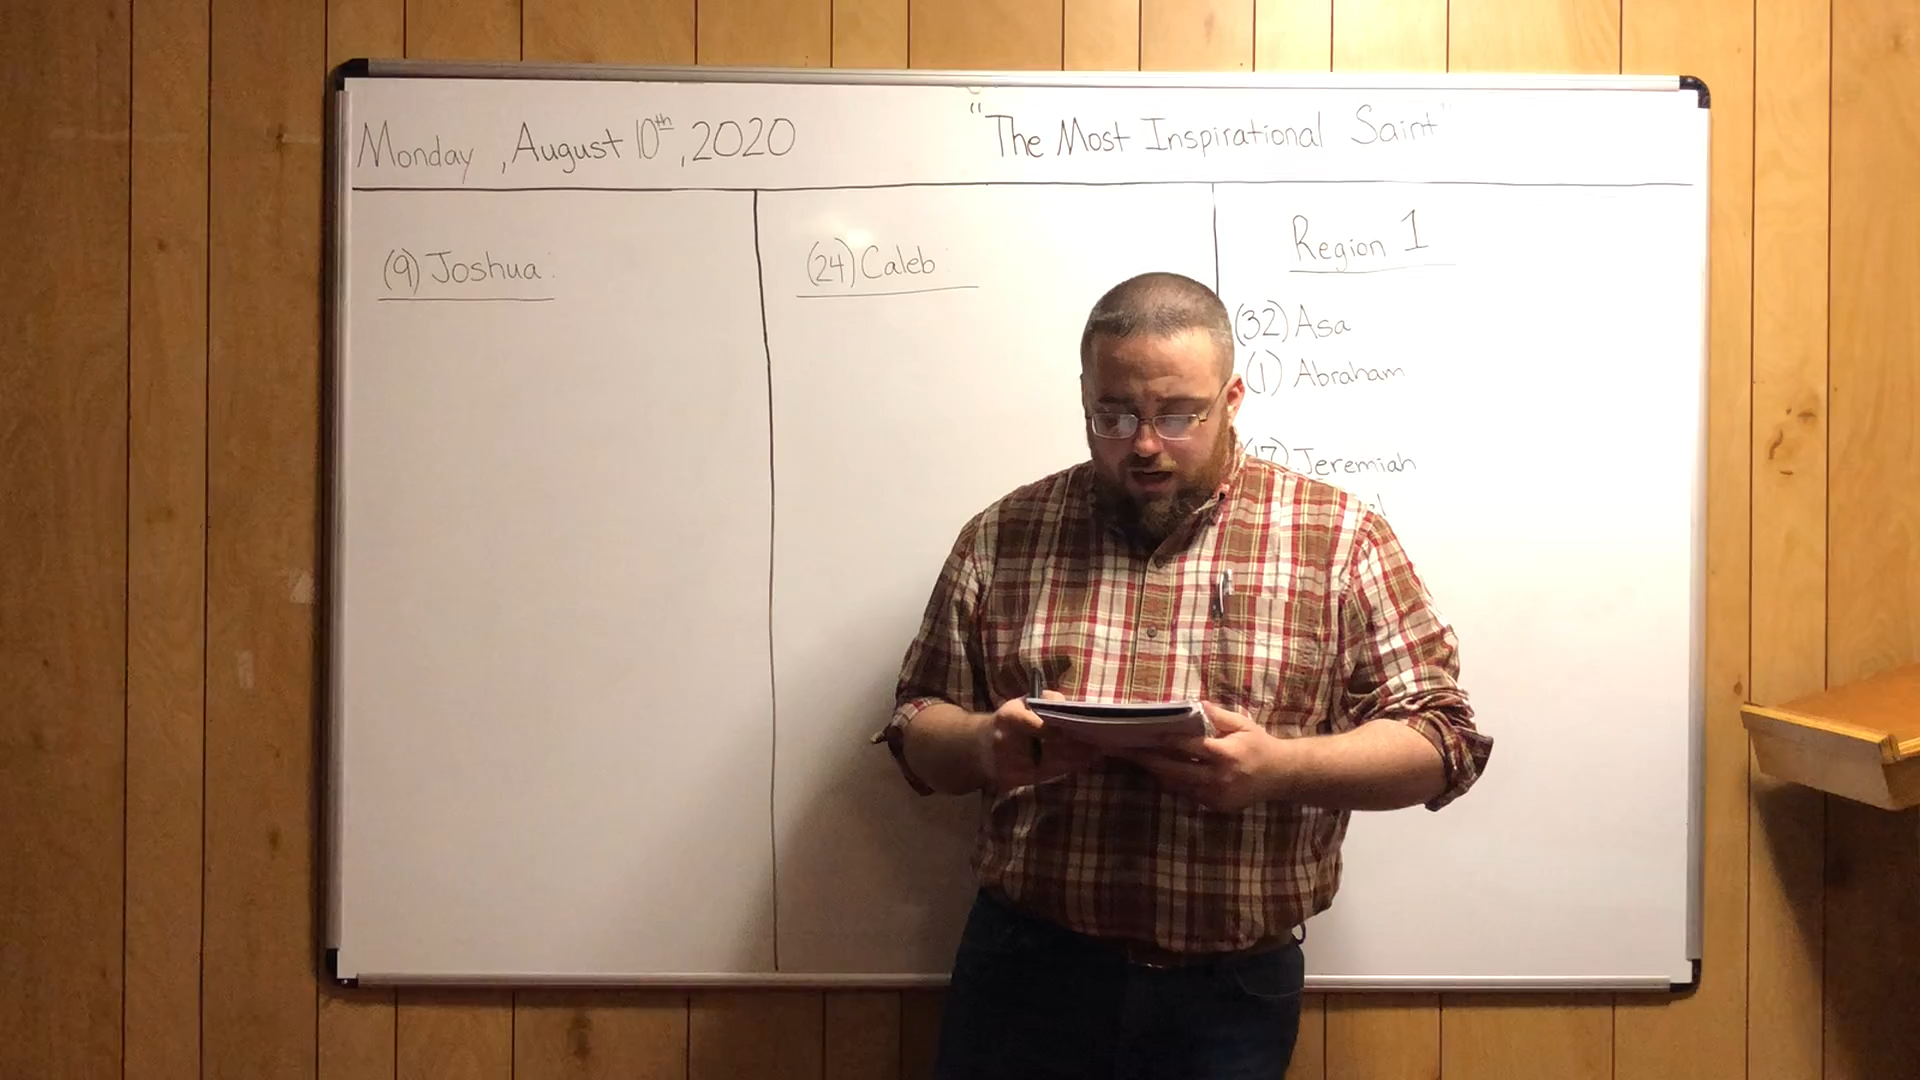 Monday, August 10th, 2020
"The Most Inspirational Saint"
(9) Joshua:
(24) Caleb:
Region 1
(32) Asa
(1) Abraham
(17) Jeremiah